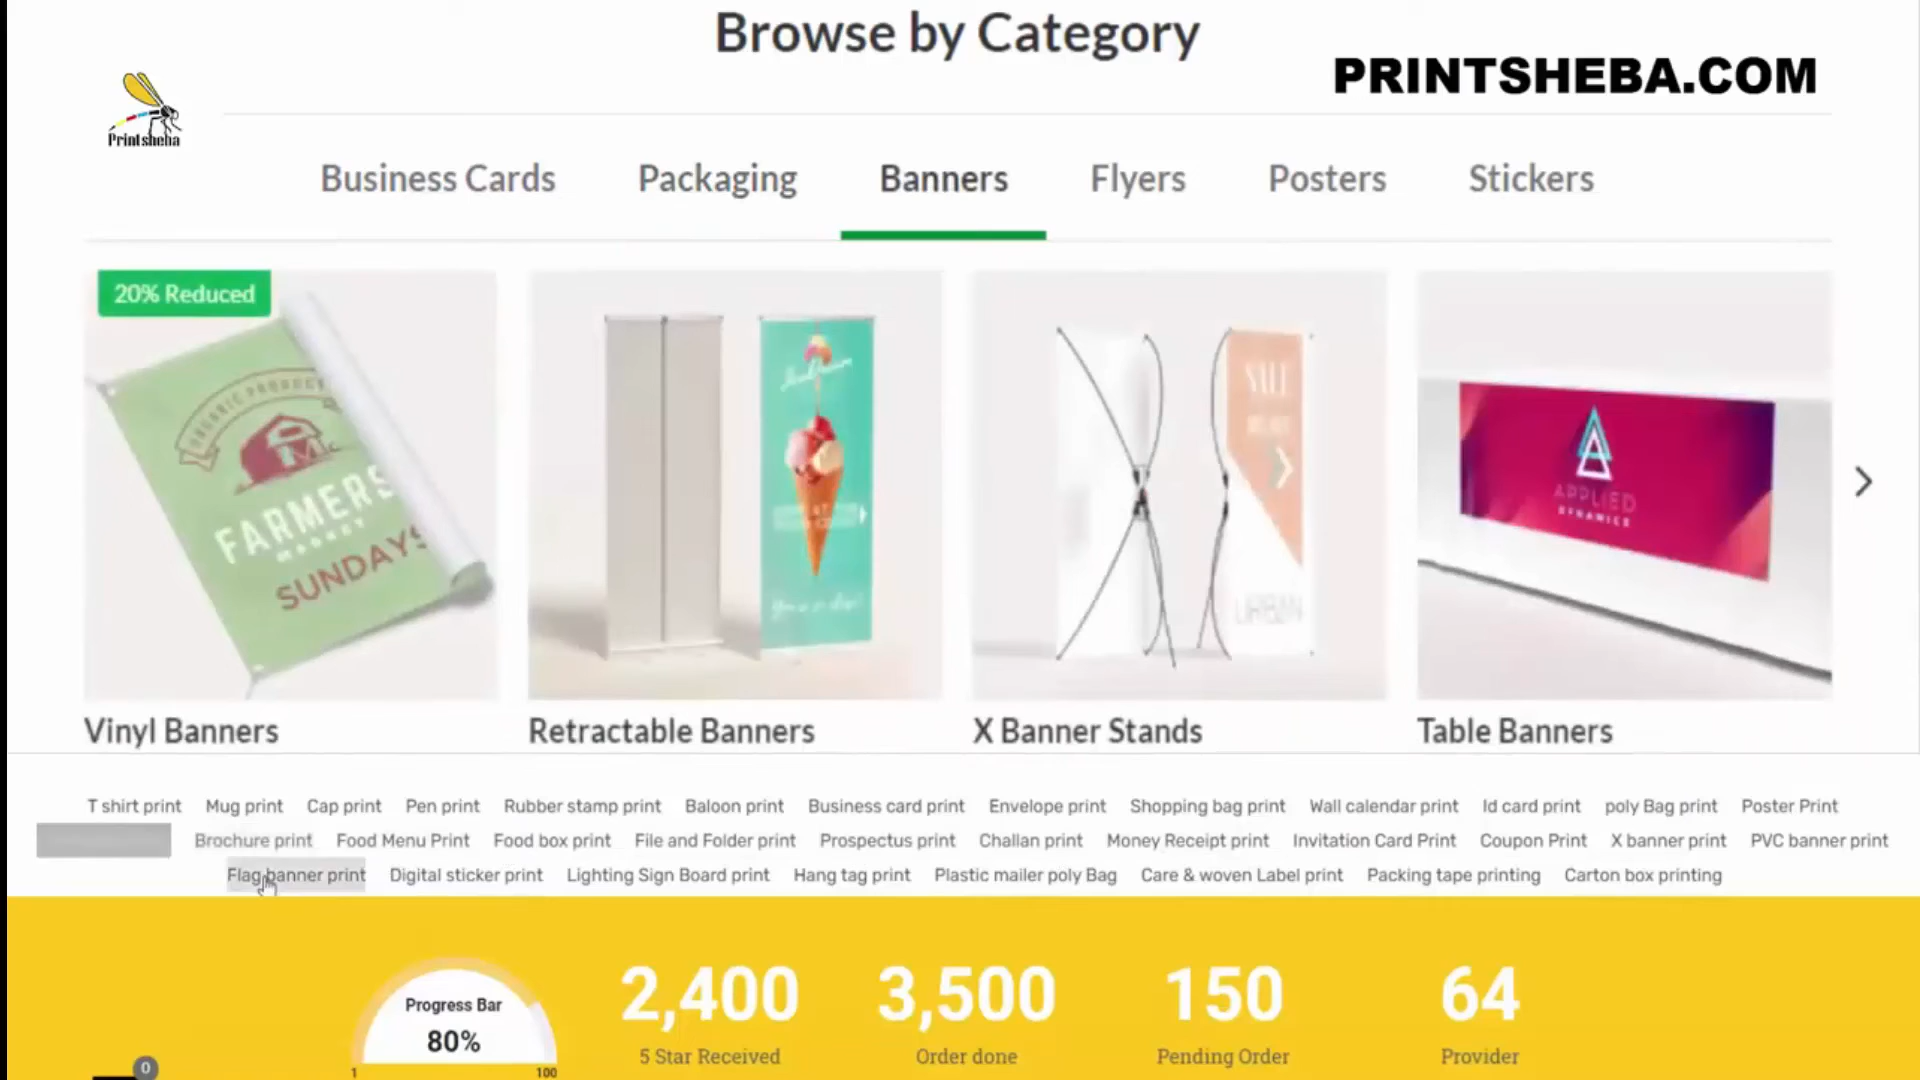 Browse by Category
PRINTSHEBA.COM
Printsheba
Business Cards Packaging Banners Flyers Posters Stickers
20% Reduced
ORGANIC PRODUCE
FARMERS
MARKET
SUNDAYS
SALE
URBAN
APPLIED
DYNAMICS
Vinyl Banners Retractable Banners X Banner Stands Table Banners
T shirt print Mug print Cap print Pen print Rubber stamp print Baloon print Business card print Envelope print Shopping bag print Wall calendar print Id card print poly Bag print Poster Print
Brochure print Food Menu Print Food box print File and Folder print Prospectus print Challan print Money Receipt print Invitation Card Print Coupon Print X banner print PVC banner print
Flag banner print Digital sticker print Lighting Sign Board print Hang tag print Plastic mailer poly Bag Care & woven Label print Packing tape printing Carton box printing
Progress Bar
80%
1 100
2,400 3,500 150 64
5 Star Received Order done Pending Order Provider
0